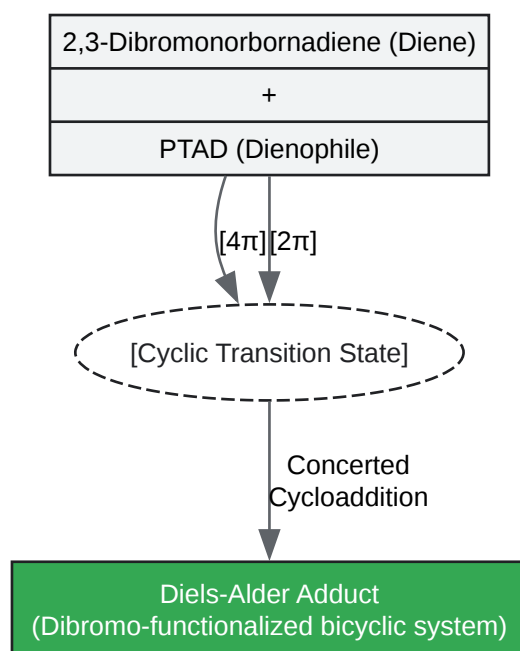 2,3-Dibromonorbornadiene (Diene)
+
PTAD (Dienophile)
[4π] [2π]
[Cyclic Transition State]
Concerted
Cycloaddition
Diels-Alder Adduct
(Dibromo-functionalized bicyclic system)